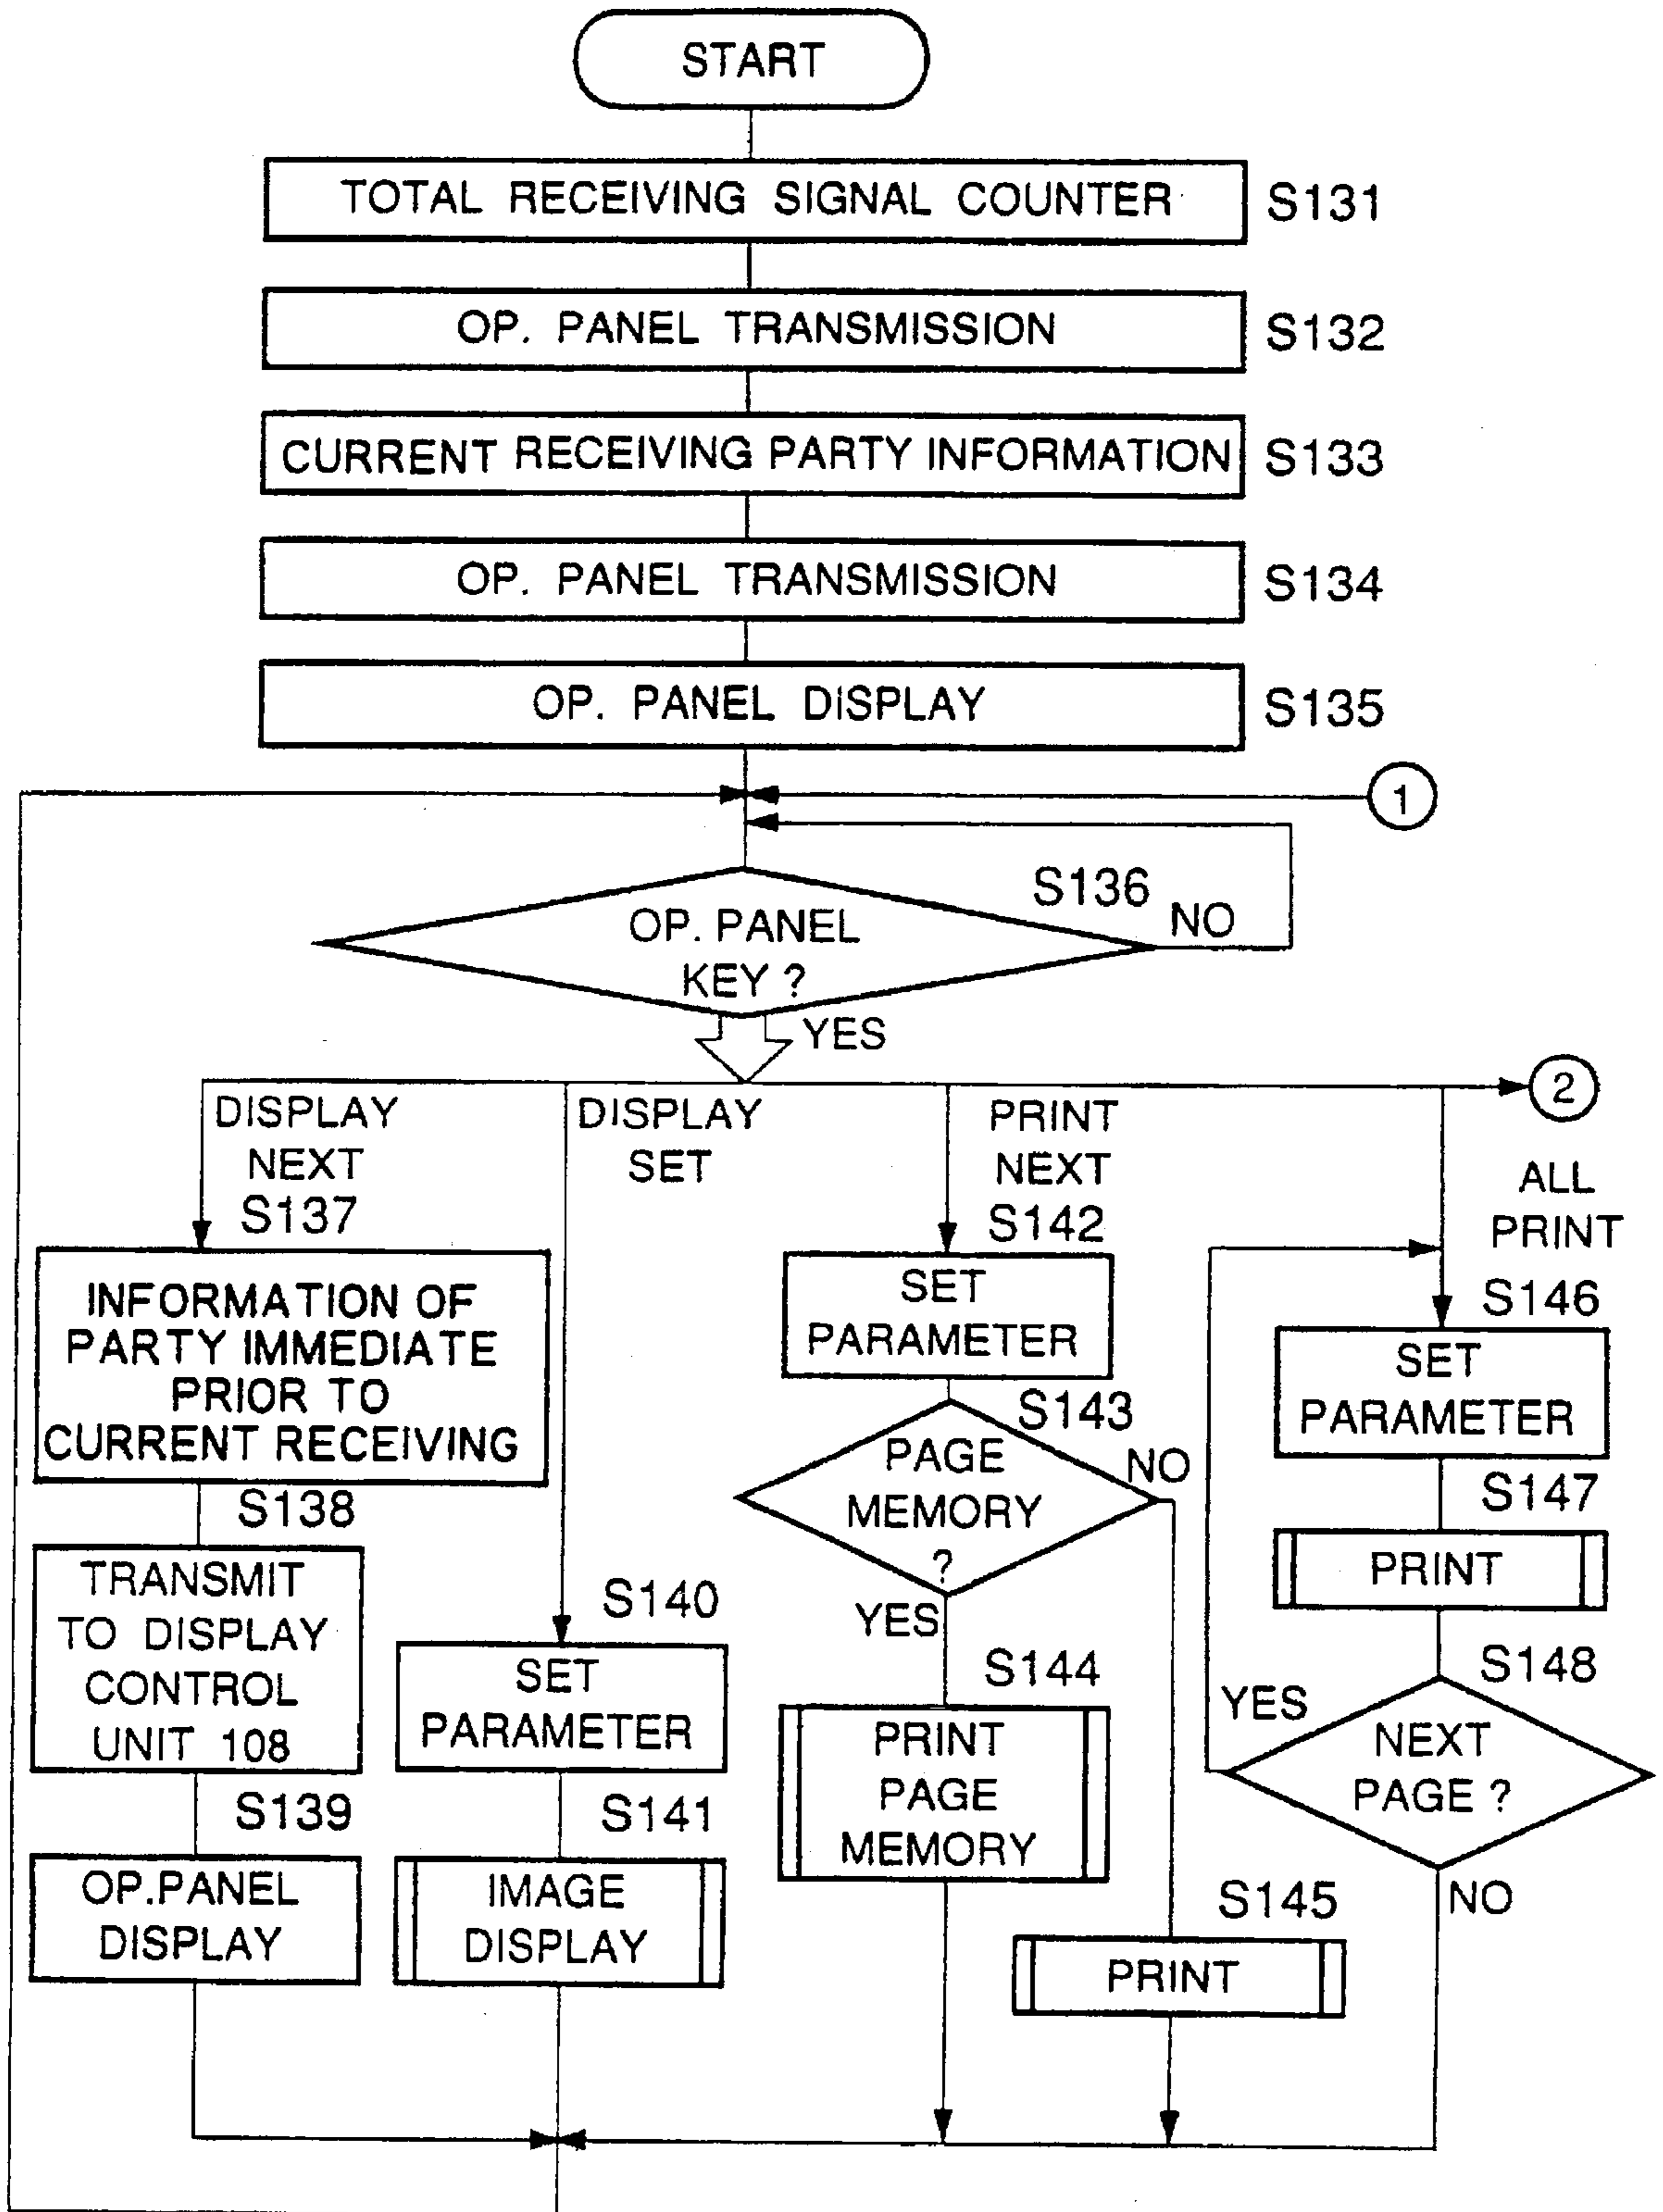 START
TOTAL RECEIVING SIGNAL COUNTER S131
OP. PANEL TRANSMISSION S132
CURRENT RECEIVING PARTY INFORMATION S133
OP. PANEL TRANSMISSION S134
OP. PANEL DISPLAY S135
1
S136
OP. PANEL
KEY ?
NO
YES
2
DISPLAY
NEXT
S137
INFORMATION OF
PARTY IMMEDIATE
PRIOR TO
CURRENT RECEIVING
S138
TRANSMIT
TO DISPLAY
CONTROL
UNIT 108
S139
OP.PANEL
DISPLAY
DISPLAY
SET
S140
SET
PARAMETER
S141
IMAGE
DISPLAY
PRINT
NEXT
S142
SET
PARAMETER
S143
PAGE
MEMORY
?
NO
YES
S144
PRINT
PAGE
MEMORY
S145
PRINT
ALL
PRINT
S146
SET
PARAMETER
S147
PRINT
S148
YES
NEXT
PAGE ?
NO